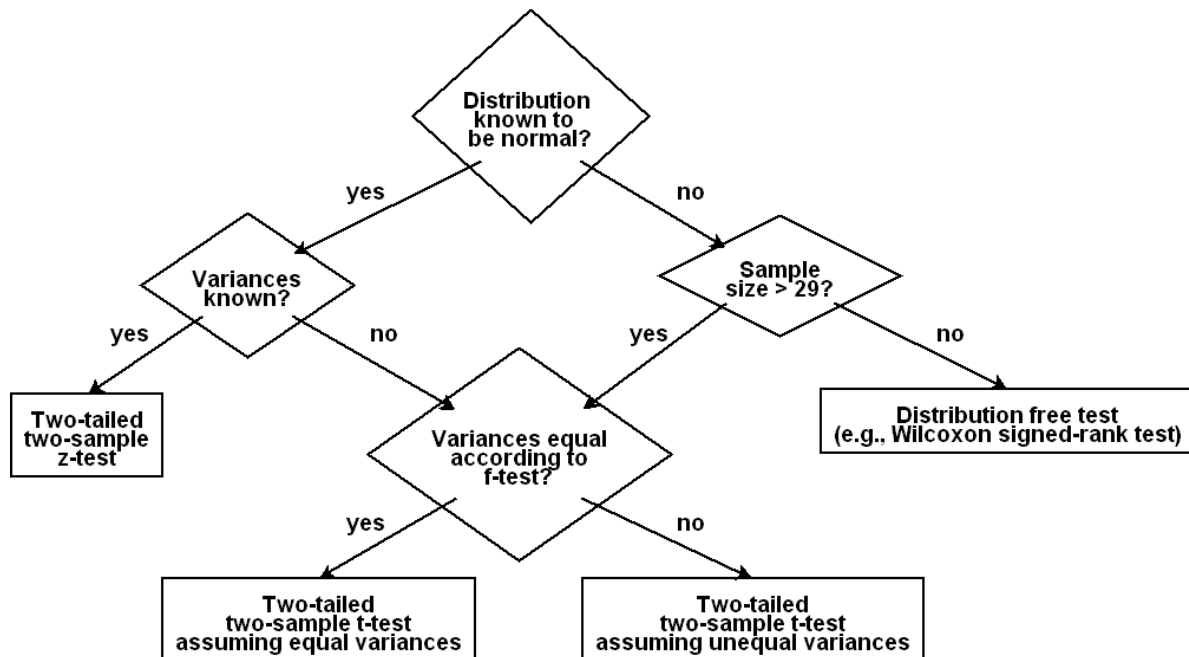 Distribution
known to
be normal?
yes
no
Variances
known?
Sample
size > 29?
yes
no
yes
no
Two-tailed
two-sample
z-test
Variances equal
according to
f-test?
Distribution free test
(e.g., Wilcoxon signed-rank test)
yes
no
Two-tailed
two-sample t-test
assuming equal variances
Two-tailed
two-sample t-test
assuming unequal variances